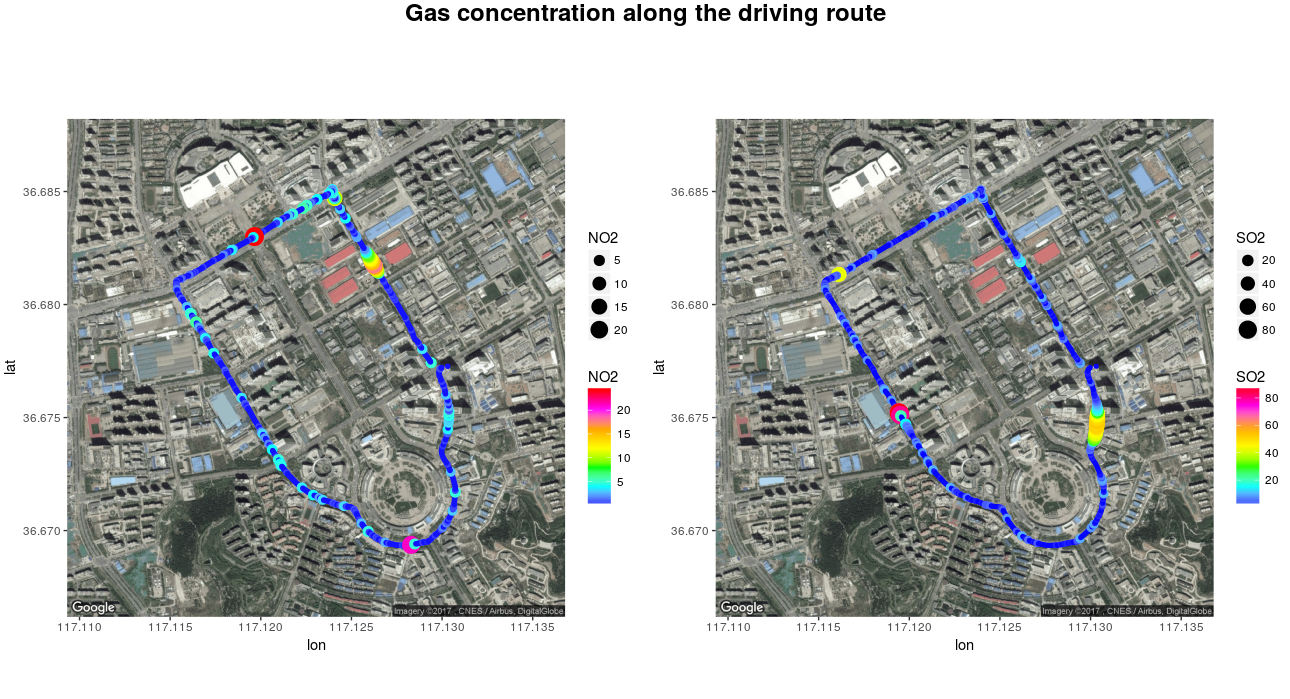 Gas concentration along the driving route
lat
36.685
36.680
36.675
36.670
Google
Imagery ©2017 , CNES / Airbus, DigitalGlobe
117.110 117.115 117.120 117.125 117.130 117.135
lon
NO2
5
10
15
20
NO2
20
15
10
5
lat
36.685
36.680
36.675
36.670
Google
Imagery ©2017 , CNES / Airbus, DigitalGlobe
117.110 117.115 117.120 117.125 117.130 117.135
lon
SO2
20
40
60
80
SO2
80
60
40
20